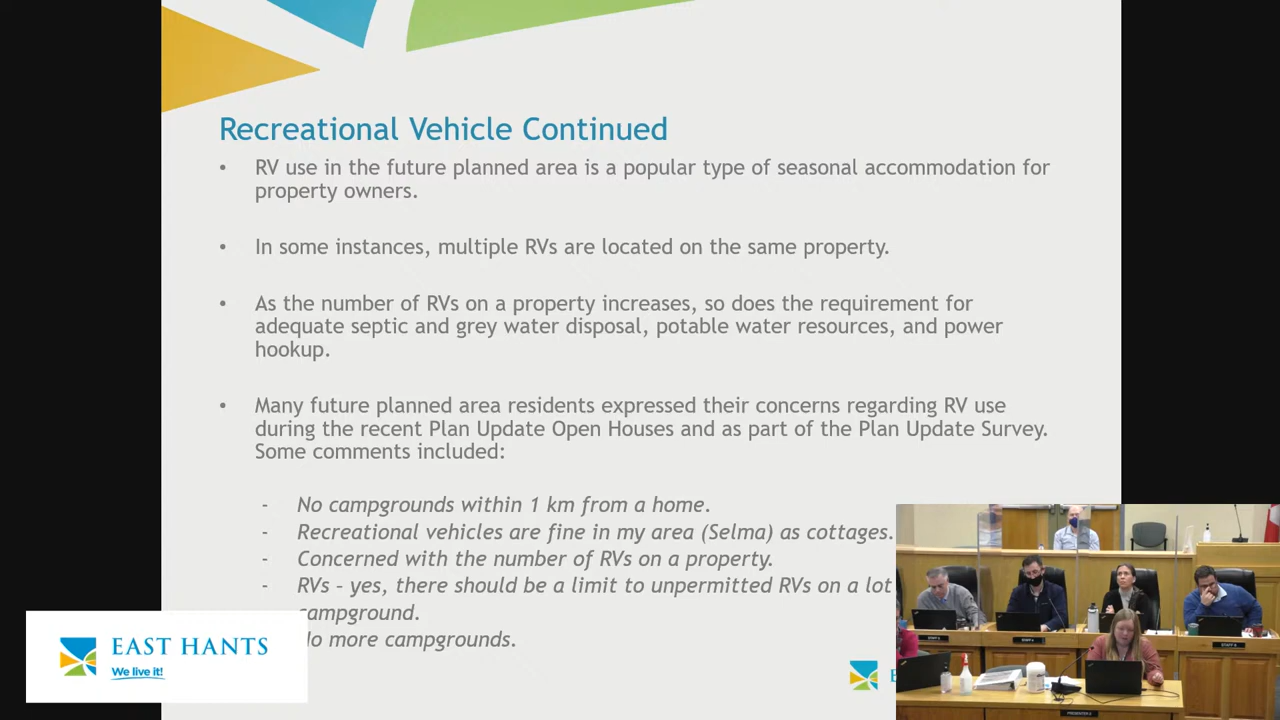 Recreational Vehicle Continued
• RV use in the future planned area is a popular type of seasonal accommodation for
property owners.
• In some instances, multiple RVs are located on the same property.
• As the number of RVs on a property increases, so does the requirement for
adequate septic and grey water disposal, potable water resources, and power
hookup.
• Many future planned area residents expressed their concerns regarding RV use
during the recent Plan Update Open Houses and as part of the Plan Update Survey.
Some comments included:
- No campgrounds within 1 km from a home.
- Recreational vehicles are fine in my area (Selma) as cottages.
- Concerned with the number of RVs on a property.
- RVs – yes, there should be a limit to unpermitted RVs on a lot
campground.
No more campgrounds.
EAST HANTS
We live it!